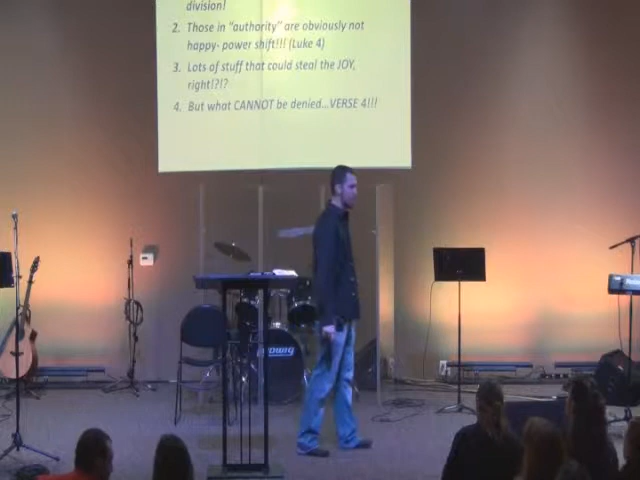 division!
2. Those in "authority" are obviously not
happy- power shift!!! (Luke 4)
3. Lots of stuff that could steal the JOY,
right!?!?
4. But what CANNOT be denied...VERSE 4!!!
LUDWIG